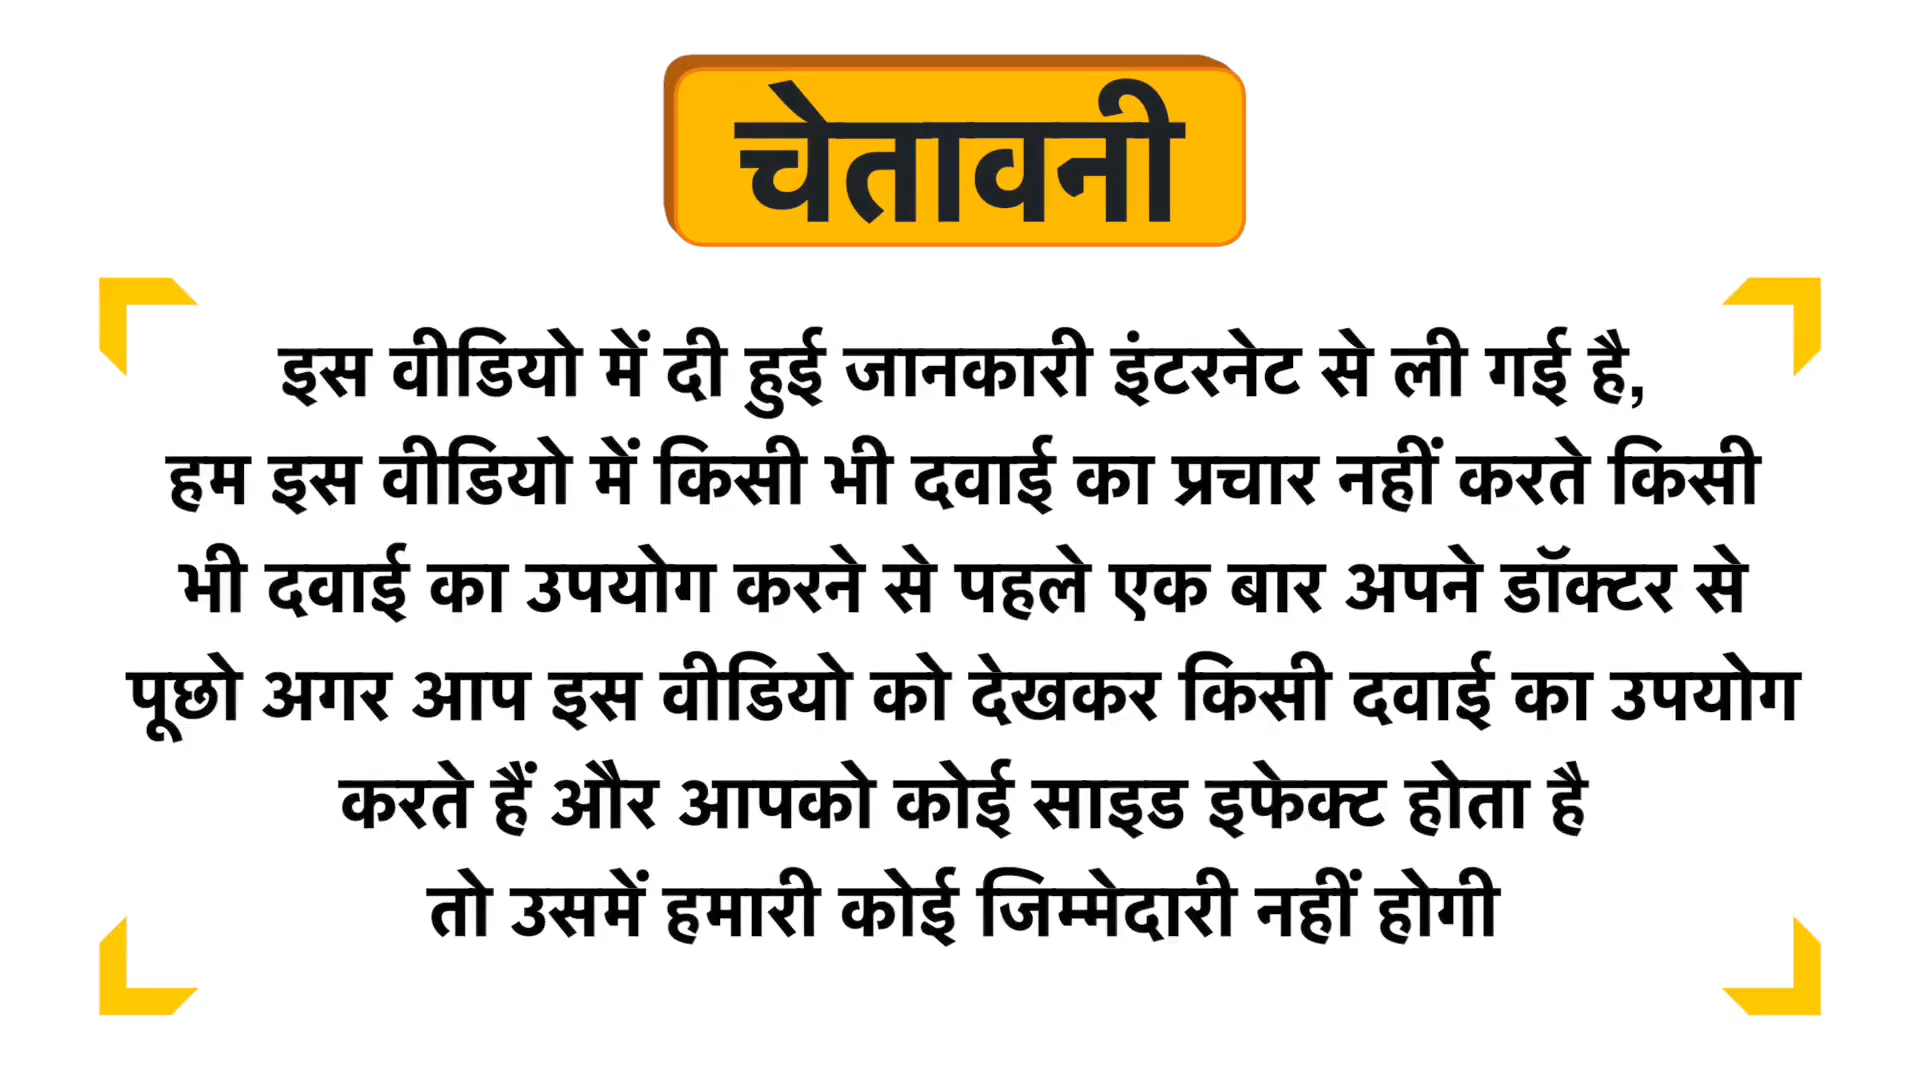 चेतावनी
इस वीडियो में दी हुई जानकारी इंटरनेट से ली गई है,
हम इस वीडियो में किसी भी दवाई का प्रचार नहीं करते किसी
भी दवाई का उपयोग करने से पहले एक बार अपने डॉक्टर से
पूछो अगर आप इस वीडियो को देखकर किसी दवाई का उपयोग
करते हैं और आपको कोई साइड इफेक्ट होता है
तो उसमें हमारी कोई जिम्मेदारी नहीं होगी